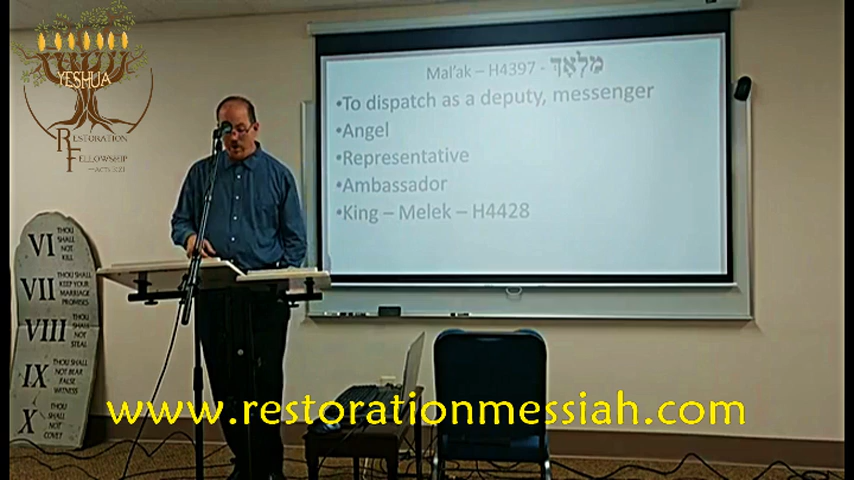 YESHUA
RESTORATION
FELLOWSHIP
Mal'ak – H4397 - מַלְאָךְ
•To dispatch as a deputy, messenger
•Angel
•Representative
•Ambassador
•King – Melek – H4428
VI THOU SHALL NOT KILL
VII THOU SHALL KEEP YOUR MARRIAGE PROMISES
VIII THOU SHALL NOT STEAL
IX THOU SHALL NOT BEAR FALSE WITNESS
X THOU SHALL NOT COVET
www.restorationmessiah.com